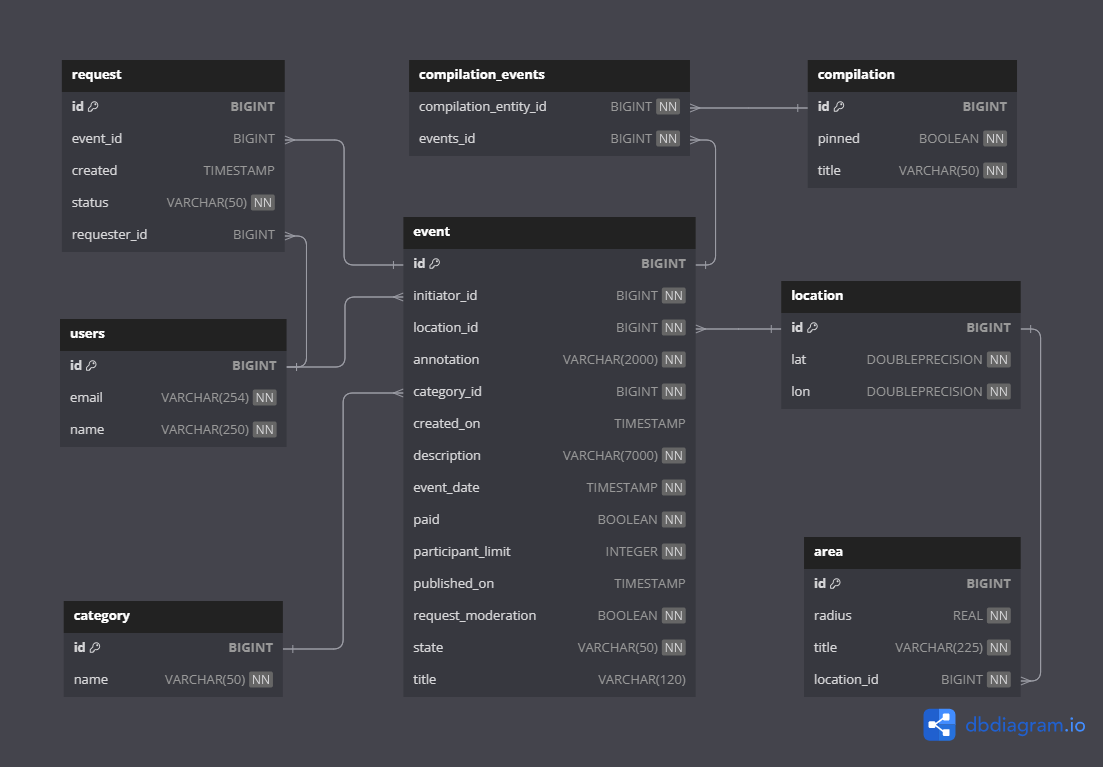 request
id BIGINT
event_id BIGINT
created TIMESTAMP
status VARCHAR(50) NN
requester_id BIGINT
compilation_events
compilation_entity_id BIGINT NN
events_id BIGINT NN
compilation
id BIGINT
pinned BOOLEAN NN
title VARCHAR(50) NN
event
id BIGINT
initiator_id BIGINT NN
location_id BIGINT NN
annotation VARCHAR(2000) NN
category_id BIGINT NN
created_on TIMESTAMP
description VARCHAR(7000) NN
event_date TIMESTAMP NN
paid BOOLEAN NN
participant_limit INTEGER NN
published_on TIMESTAMP
request_moderation BOOLEAN NN
state VARCHAR(50) NN
title VARCHAR(120)
users
id BIGINT
email VARCHAR(254) NN
name VARCHAR(250) NN
location
id BIGINT
lat DOUBLEPRECISION NN
lon DOUBLEPRECISION NN
category
id BIGINT
name VARCHAR(50) NN
area
id BIGINT
radius REAL NN
title VARCHAR(225) NN
location_id BIGINT NN
dbdiagram.io